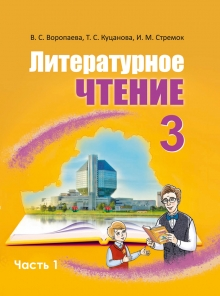 В. С. Воропаева, Т. С. Куцанова, И. М. Стремок
Литературное
ЧТЕНИЕ
3
Часть 1